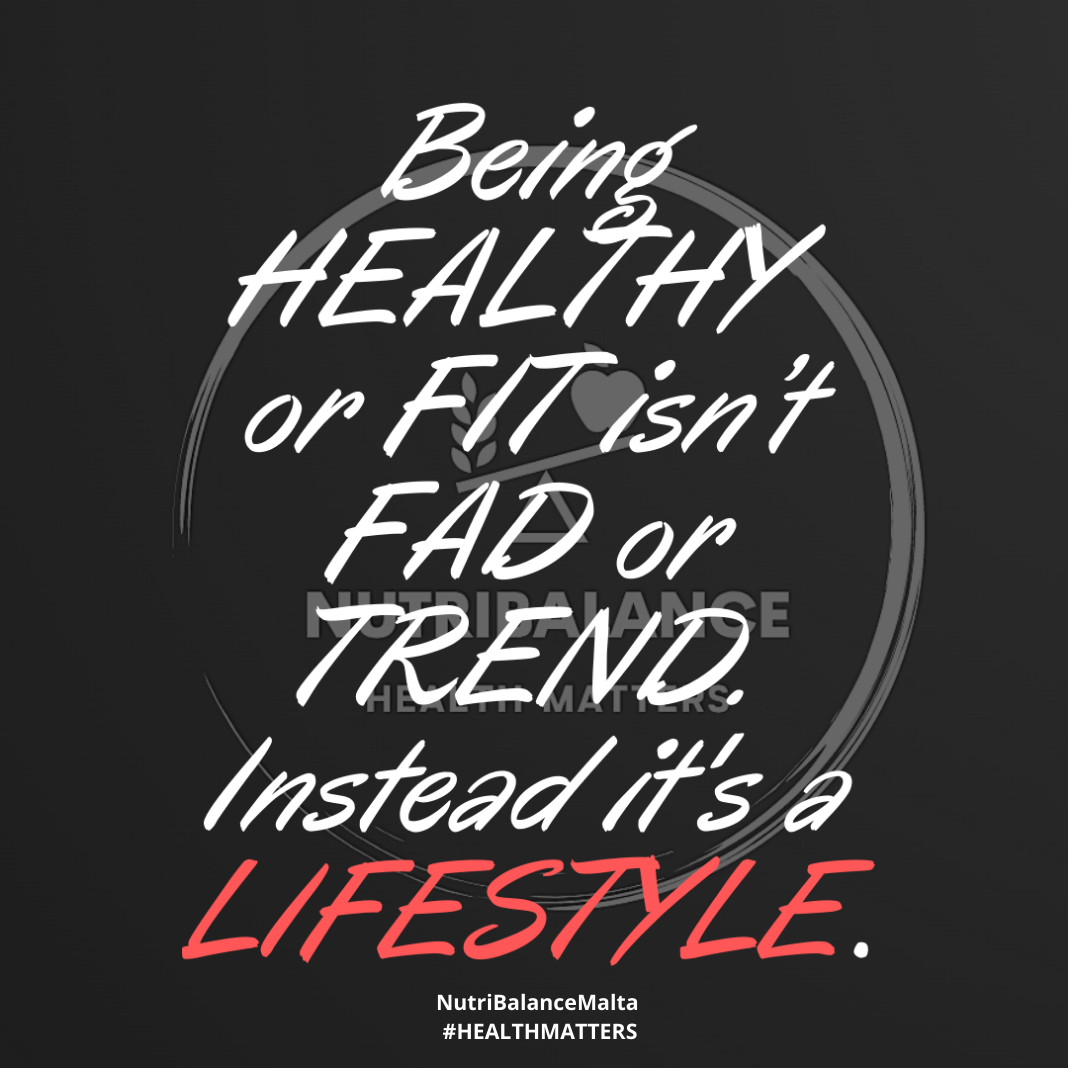 Being
HEALTHY
or FIT isn't
FAD or
TREND.
Instead it's a
LIFESTYLE.
NUTRIBALANCE
HEALTH MATTERS
NutriBalanceMalta
#HEALTHMATTERS